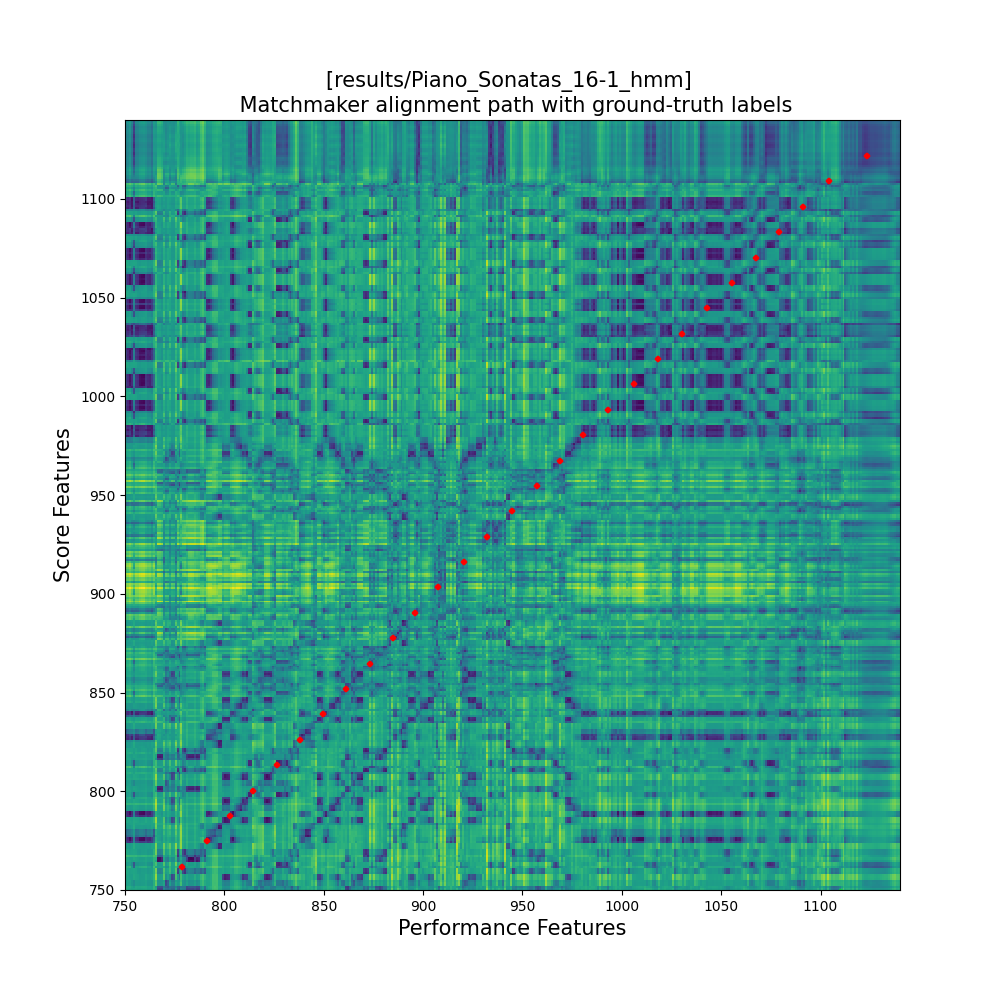 [results/Piano_Sonatas_16-1_hmm]
Matchmaker alignment path with ground-truth labels
1100
1050
1000
950
900
850
800
750
Score Features
750 800 850 900 950 1000 1050 1100
Performance Features